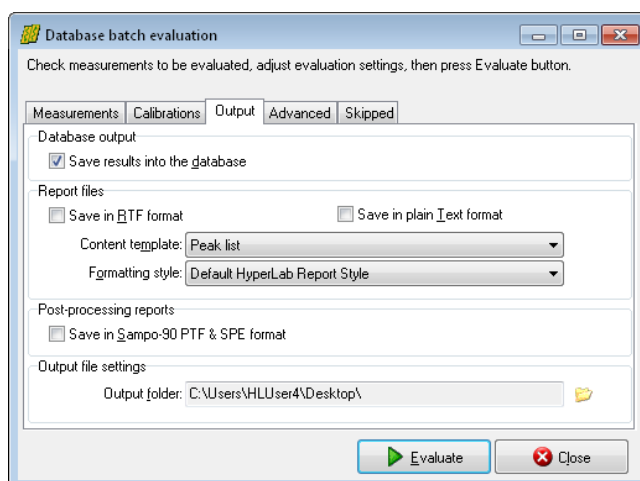 Database batch evaluation
Check measurements to be evaluated, adjust evaluation settings, then press Evaluate button.
Measurements Calibrations Output Advanced Skipped
Database output
Save results into the database
Report files
Save in RTF format Save in plain Text format
Content template: Peak list
Formatting style: Default HyperLab Report Style
Post-processing reports
Save in Sampo-90 PTF & SPE format
Output file settings
Output folder: C:\Users\HLUser4\Desktop\
Evaluate Close